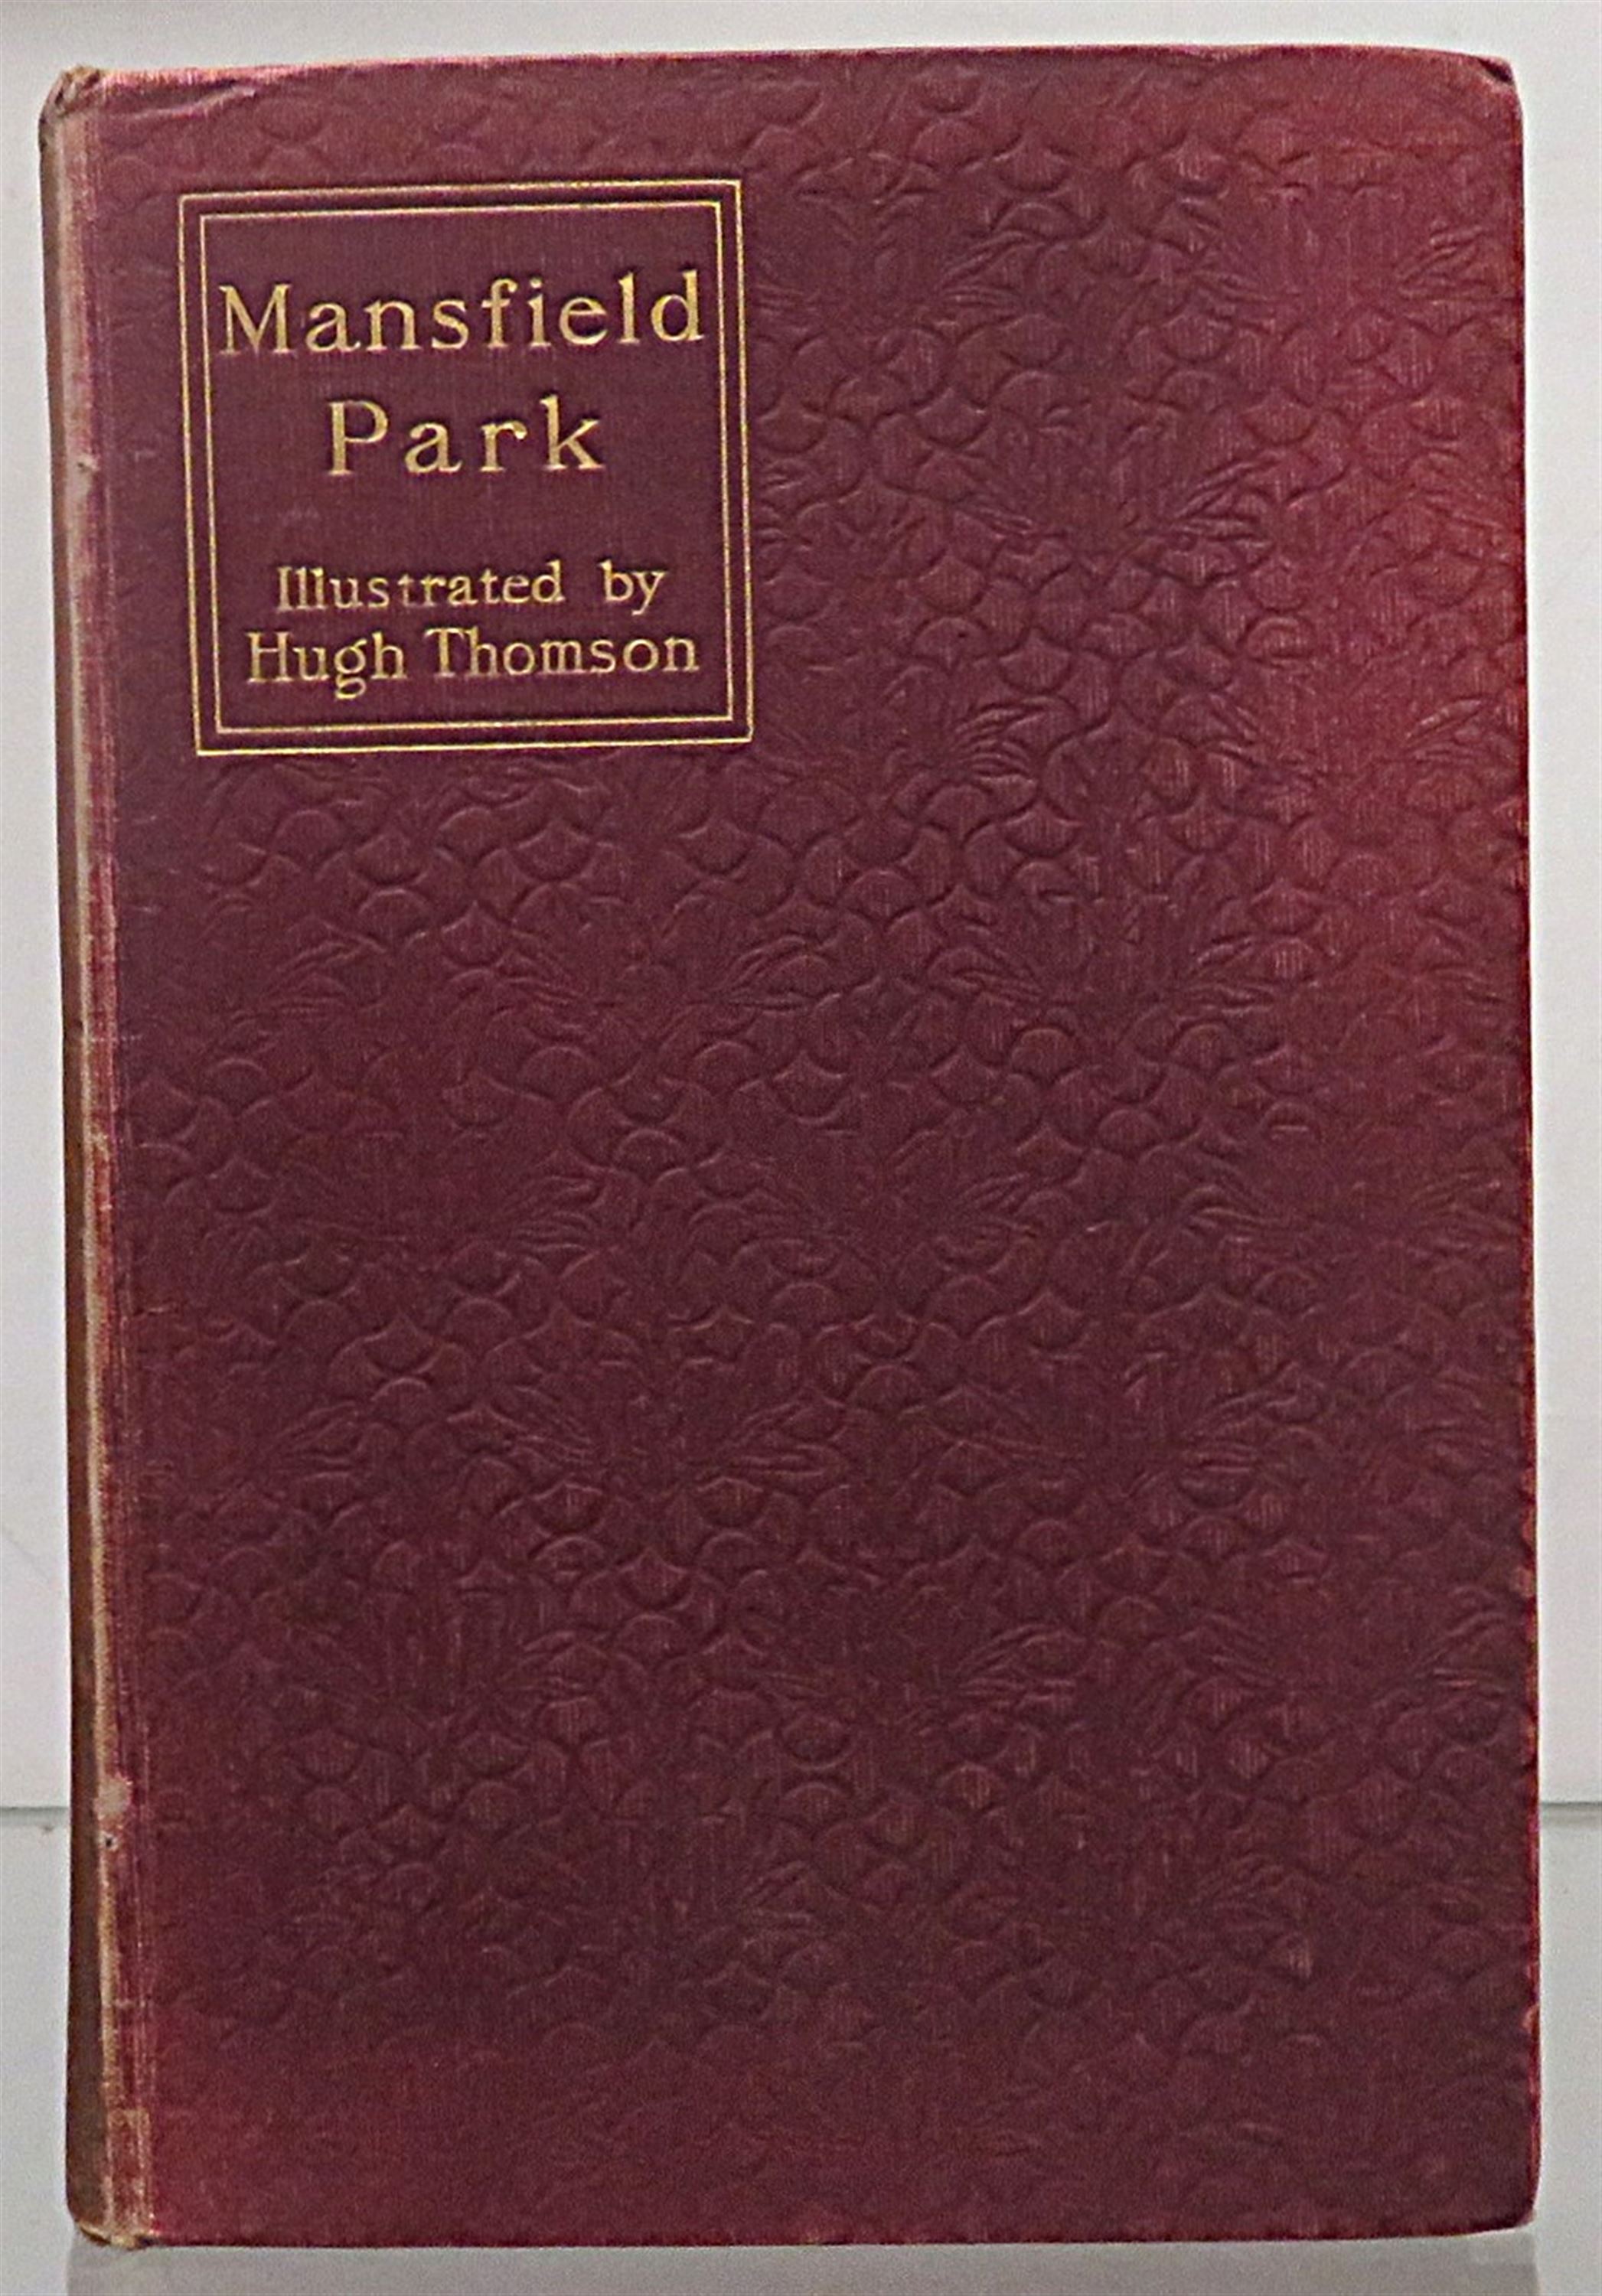 Mansfield
Park
Illustrated by
Hugh Thomson